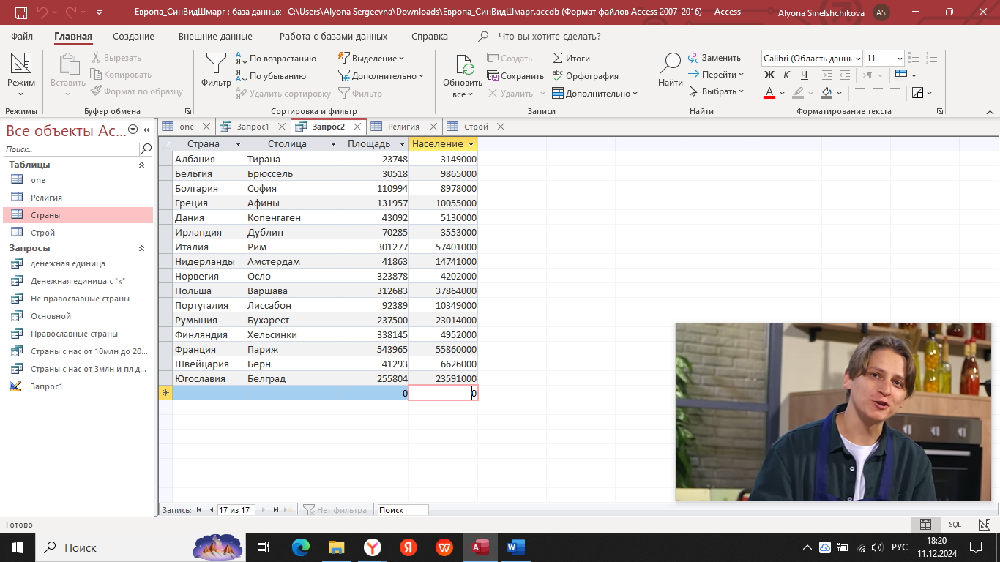 Европа_СинВидШмарг : база данных- C:\Users\Alyona Sergeevna\Downloads\Европа_СинВидШмарг.accdb (Формат файлов Access 2007–2016) - Access
Alyona Sinelshchikova AS
Файл Главная Создание Внешние данные Работа с базами данных Справка Что вы хотите сделать?
Режим
Режимы
Вставить
Вырезать
Копировать
Формат по образцу
Буфер обмена
Фильтр
По возрастанию
По убыванию
Удалить сортировку
Выделение
Дополнительно
Фильтр
Сортировка и фильтр
Обновить
все
Создать
Сохранить
Удалить
Итоги
Орфография
Дополнительно
Записи
Найти
Заменить
Перейти
Выбрать
Найти
Calibri (Область данн 11
Ж К Ч
Форматирование текста
Все объекты Ac...
Поиск...
Таблицы
one
Религия
Страны
Строй
Запросы
денежная единица
Денежная единица с "к"
Не православные страны
Основной
Православные страны
Страны с нас от 10млн до 20...
Страны с нас от 3млн и пл д...
Запрос1
one Запрос1 Запрос2 Религия Строй
Страна Столица Площадь Население
Албания Тирана 23748 3149000
Бельгия Брюссель 30518 9865000
Болгария София 110994 8978000
Греция Афины 131957 10055000
Дания Копенгаген 43092 5130000
Ирландия Дублин 70285 3553000
Италия Рим 301277 57401000
Нидерланды Амстердам 41863 14741000
Норвегия Осло 323878 4202000
Польша Варшава 312683 37864000
Португалия Лиссабон 92389 10349000
Румыния Бухарест 237500 23014000
Финляндия Хельсинки 338145 4952000
Франция Париж 543965 55860000
Швейцария Берн 41293 6626000
Югославия Белград 255804 23591000
0 0
Запись: 17 из 17 Нет фильтра Поиск
Готово
SQL
Поиск
РУС
18:20
11.12.2024